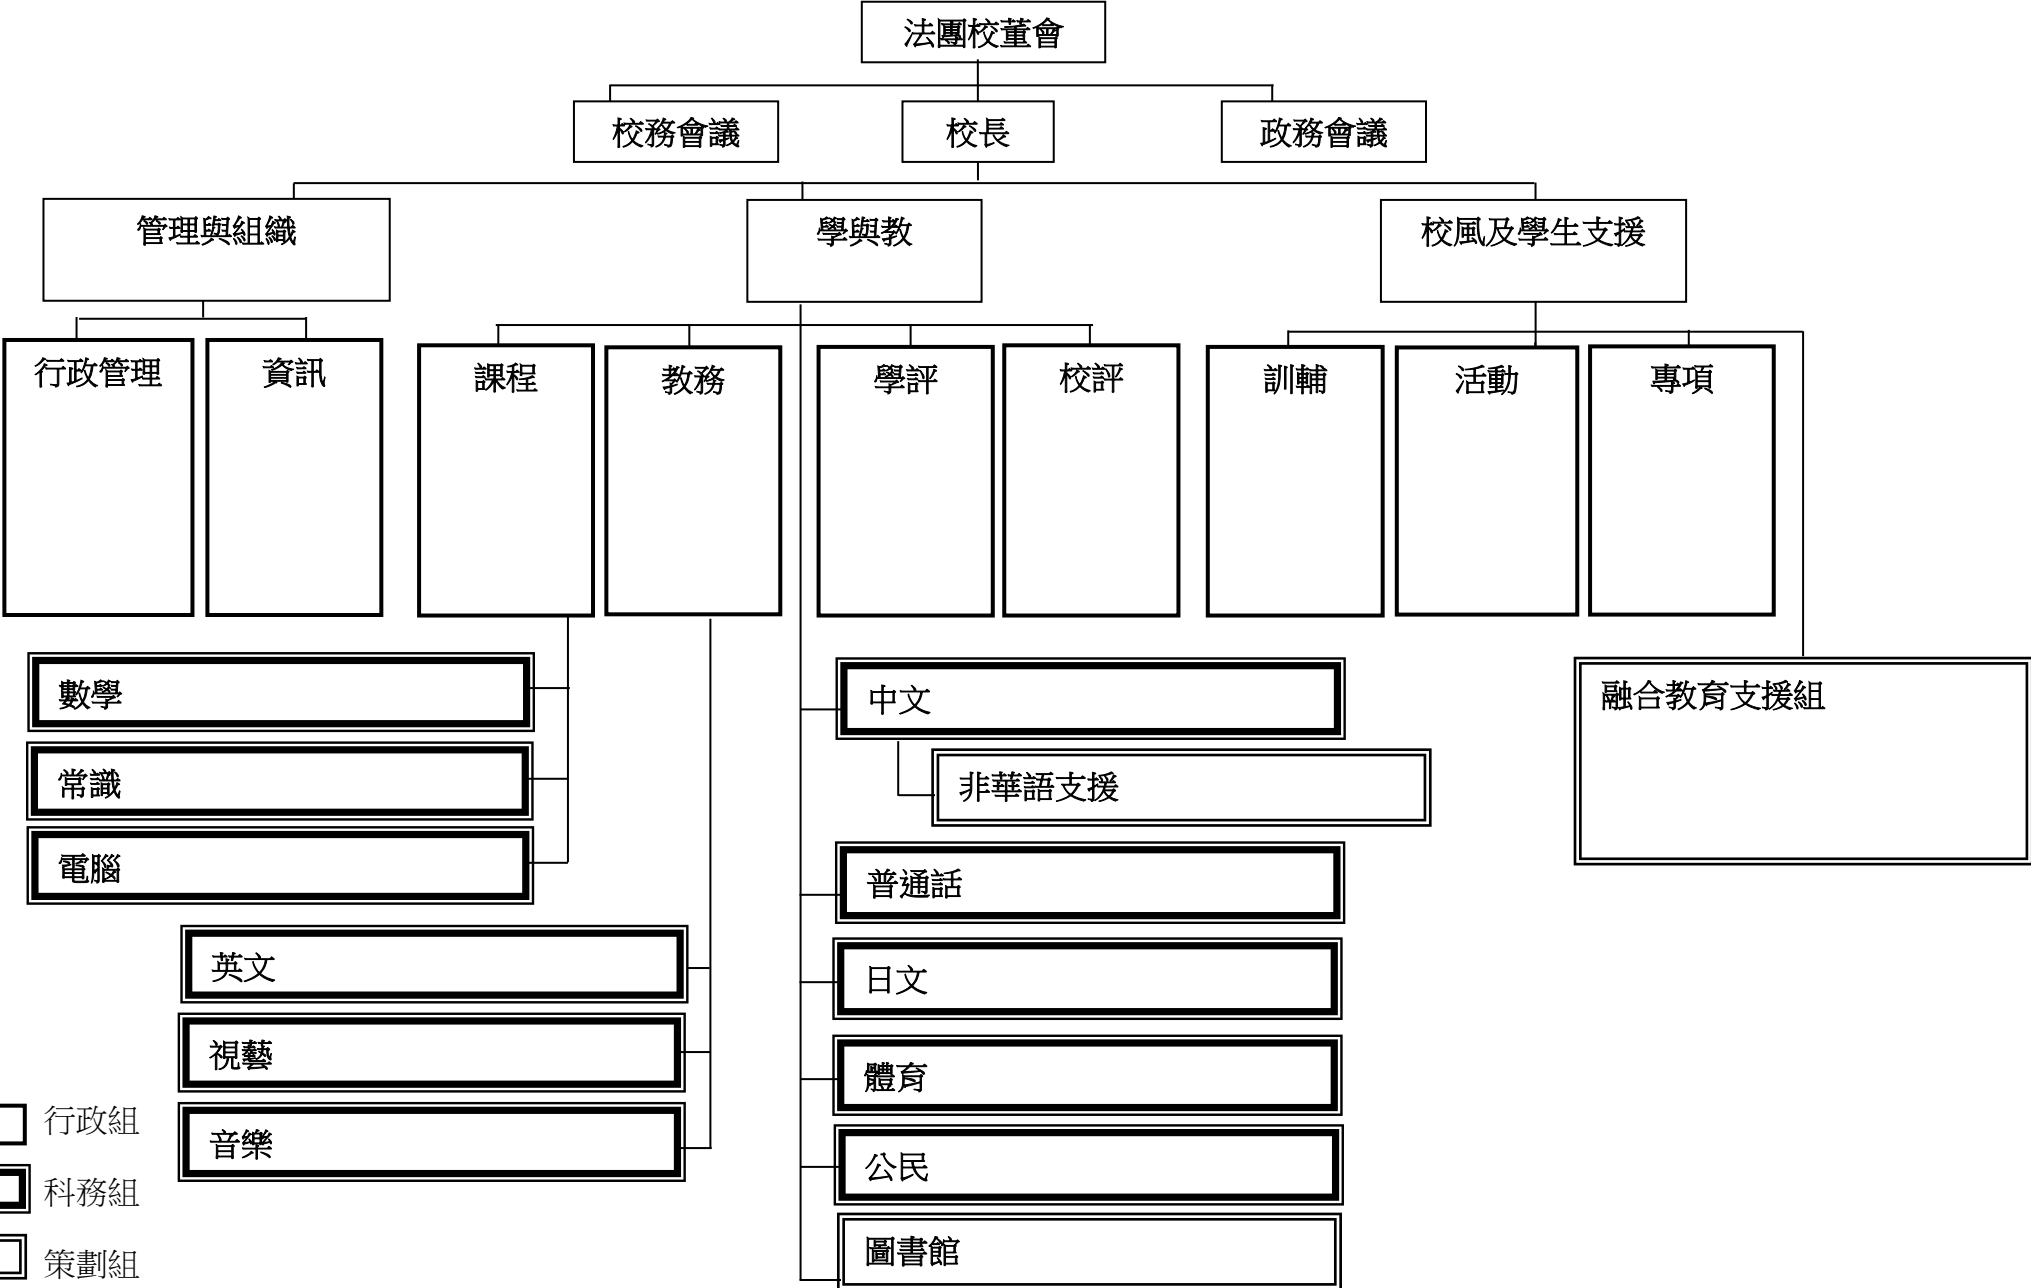 法團校董會
校務會議
校長
政務會議
管理與組織
學與教
校風及學生支援
行政管理
資訊
課程
教務
學評
校評
訓輔
活動
專項
數學
常識
電腦
英文
視藝
音樂
中文
非華語支援
普通話
日文
體育
公民
圖書館
融合教育支援組
行政組
科務組
策劃組